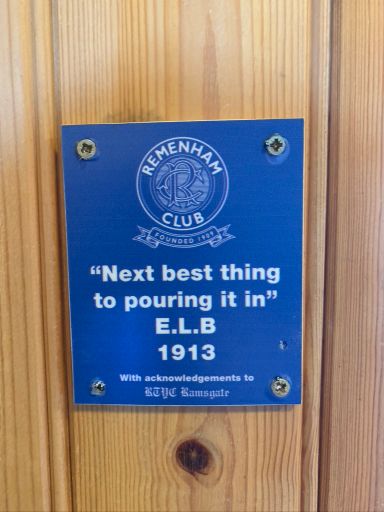 REMENHAM
CLUB
FOUNDED 1909
“Next best thing
to pouring it in”
E.L.B
1913
With acknowledgements to
RTYC Ramsgate